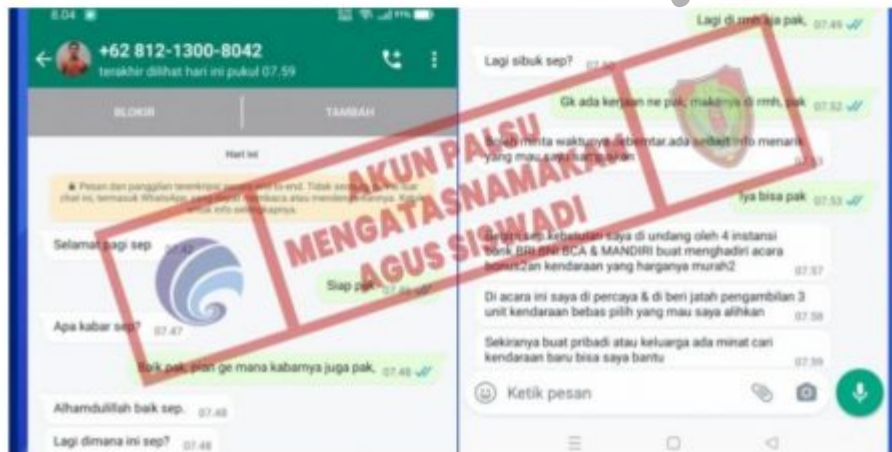 8.04
+62 812-1300-8042
terakhir dilihat hari ini pukul 07.59
BLOKIR
TAMBAH
Hari Ini
Selamat pagi sep 07.47
Siap pak
Apa kabar sep? 07.47
Baik pak, pian ge mana kabarnya juga pak, 07.48
Alhamdulillah baik sep. 07.48
Lagi dimana ini sep? 07.48
Lagi di rmh aja pak, 07.49
Lagi sibuk sep?
Gk ada kerjaan ne pak, makanya di rmh, pak 07.52
Boleh minta waktunya sebentar.ada sedikit info menarik
yang mau saya sampaikan
Iya bisa pak 07.53
Begini sep.kebetulan saya di undang oleh 4 instansi
bank BRI BNI BCA & MANDIRI buat menghadiri acara
bonus2an kendaraan yang harganya murah2 07.57
Di acara ini saya di percaya & di beri jatah pengambilan 3
unit kendaraan bebas pilih yang mau saya alihkan 07.58
Sekiranya buat pribadi atau keluarga ada minat cari
kendaraan baru bisa saya bantu 07.59
Ketik pesan
AKUN PALSU
MENGATASNAMAKAN
AGUS SISWADI